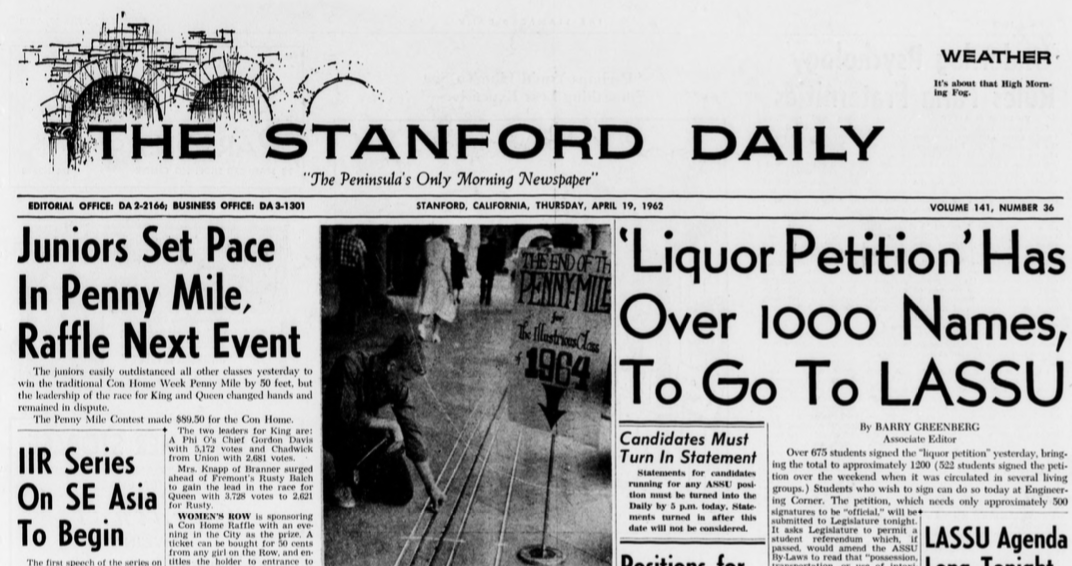 WEATHER
It's about that High Morn-
ing Fog.
THE STANFORD DAILY
"The Peninsula's Only Morning Newspaper"
EDITORIAL OFFICE: DA 2-2166; BUSINESS OFFICE: DA 3-1301
STANFORD, CALIFORNIA, THURSDAY, APRIL 19, 1962
VOLUME 141, NUMBER 36
Juniors Set Pace
In Penny Mile,
Raffle Next Event
The juniors easily outdistanced all other classes yesterday to
win the traditional Con Home Week Penny Mile by 50 feet, but
the leadership of the race for King and Queen changed hands and
remained in dispute.
The Penny Mile Contest made $89.50 for the Con Home.
IIR Series
On SE Asia
To Begin
The first speech of the series on
The two leaders for King are:
A Phi O's Chief Gordon Davis
with 5,172 votes and Chadwick
from Union with 2,681 votes.
Mrs. Knapp of Branner surged
ahead of Fremont's Rusty Balch
to gain the lead in the race for
Queen with 3,728 votes to 2,621
for Rusty.
WOMEN'S ROW is sponsoring
a Con Home Raffle with an eve-
ning in the City as the prize. A
ticket can be bought for 50 cents
from any girl on the Row, and en-
titles the holder to entrance to
THE END OF TH
PENNY-MILE
for
The Illustrious Class
of
1964
'Liquor Petition' Has
Over 1000 Names,
To Go To LASSU
Candidates Must
Turn In Statement
Statements for candidates
running for any ASSU posi-
tion must be turned into the
Daily by 5 p.m. today. State-
ments turned in after this
date will not be considered.
Positions for
By BARRY GREENBERG
Associate Editor
Over 675 students signed the "liquor petition" yesterday, bring-
ing the total to approximately 1200 (522 students signed the peti-
tion over the weekend when it was circulated in several living
groups.) Students who wish to sign can do so today at Engineer-
ing Corner. The petition, which needs only approximately 500
signatures to be "official," will be
submitted to Legislature tonight.
It asks Legislature to permit a
student referendum which, if
passed, would amend the ASSU
By-Laws to read that "possession,
LASSU Agenda
Long Tonight